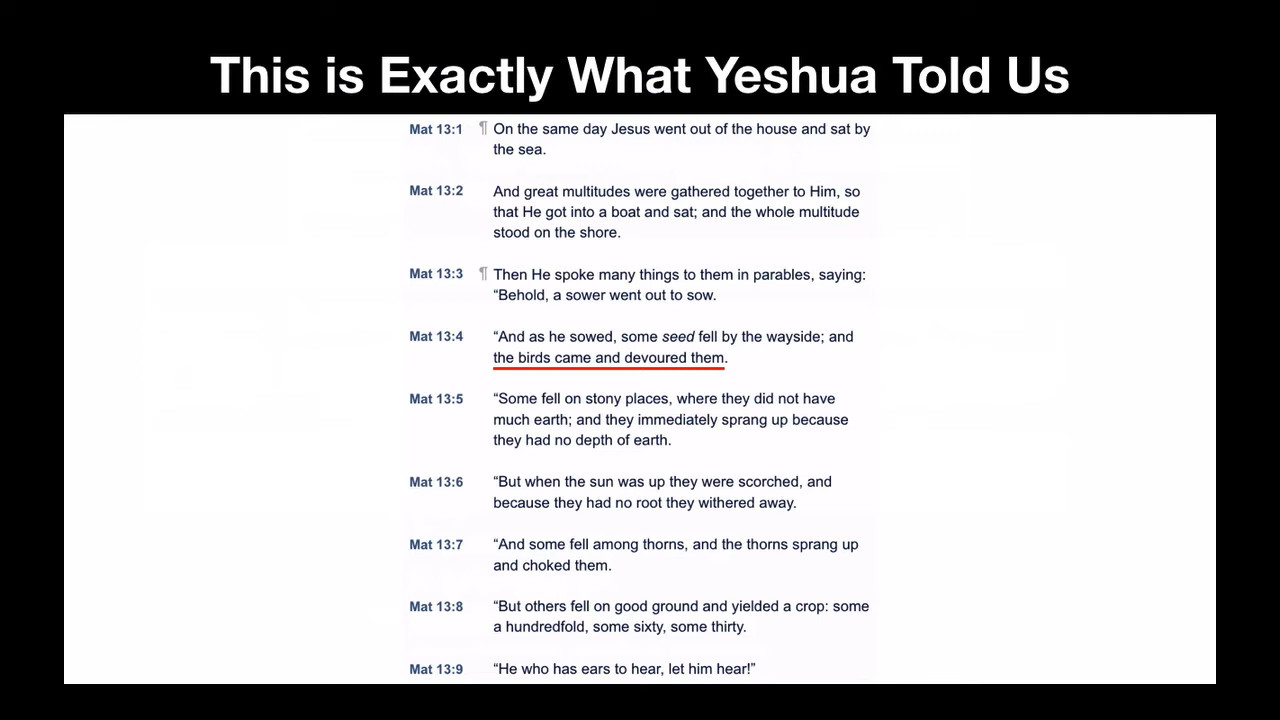 This is Exactly What Yeshua Told Us
Mat 13:1 ¶ On the same day Jesus went out of the house and sat by
the sea.
Mat 13:2 And great multitudes were gathered together to Him, so
that He got into a boat and sat; and the whole multitude
stood on the shore.
Mat 13:3 ¶ Then He spoke many things to them in parables, saying:
“Behold, a sower went out to sow.
Mat 13:4 “And as he sowed, some seed fell by the wayside; and
the birds came and devoured them.
Mat 13:5 “Some fell on stony places, where they did not have
much earth; and they immediately sprang up because
they had no depth of earth.
Mat 13:6 “But when the sun was up they were scorched, and
because they had no root they withered away.
Mat 13:7 “And some fell among thorns, and the thorns sprang up
and choked them.
Mat 13:8 “But others fell on good ground and yielded a crop: some
a hundredfold, some sixty, some thirty.
Mat 13:9 “He who has ears to hear, let him hear!”